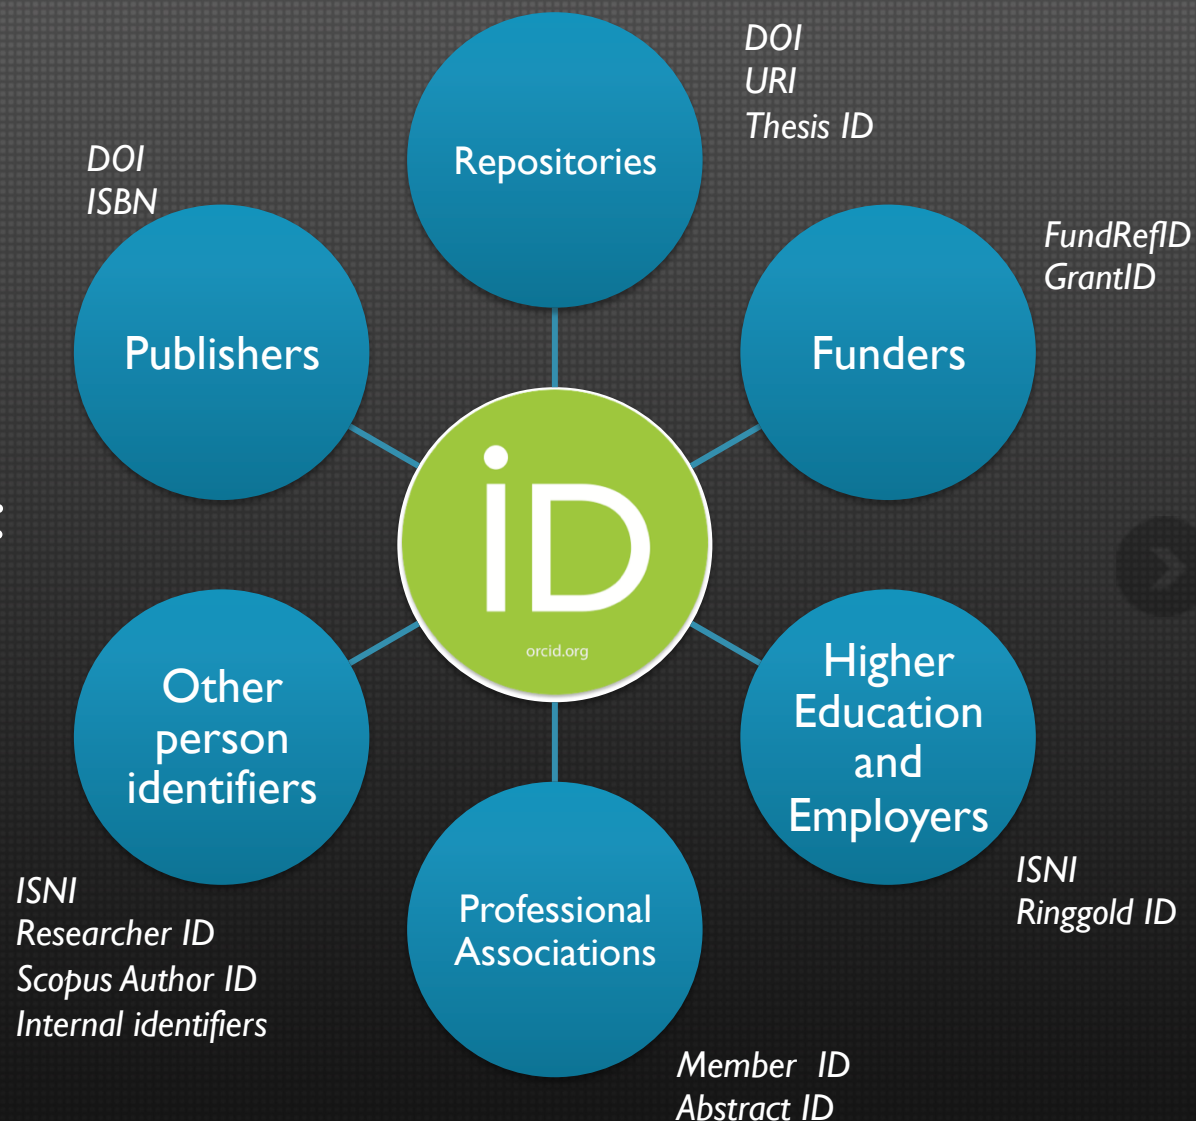 DOI
URI
Thesis ID
Repositories
DOI
ISBN
Publishers
FundRefID
GrantID
Funders
iD
orcid.org
:
Other
person
identifiers
ISNI
Researcher ID
Scopus Author ID
Internal identifiers
Higher
Education
and
Employers
ISNI
Ringgold ID
Professional
Associations
Member ID
Abstract ID